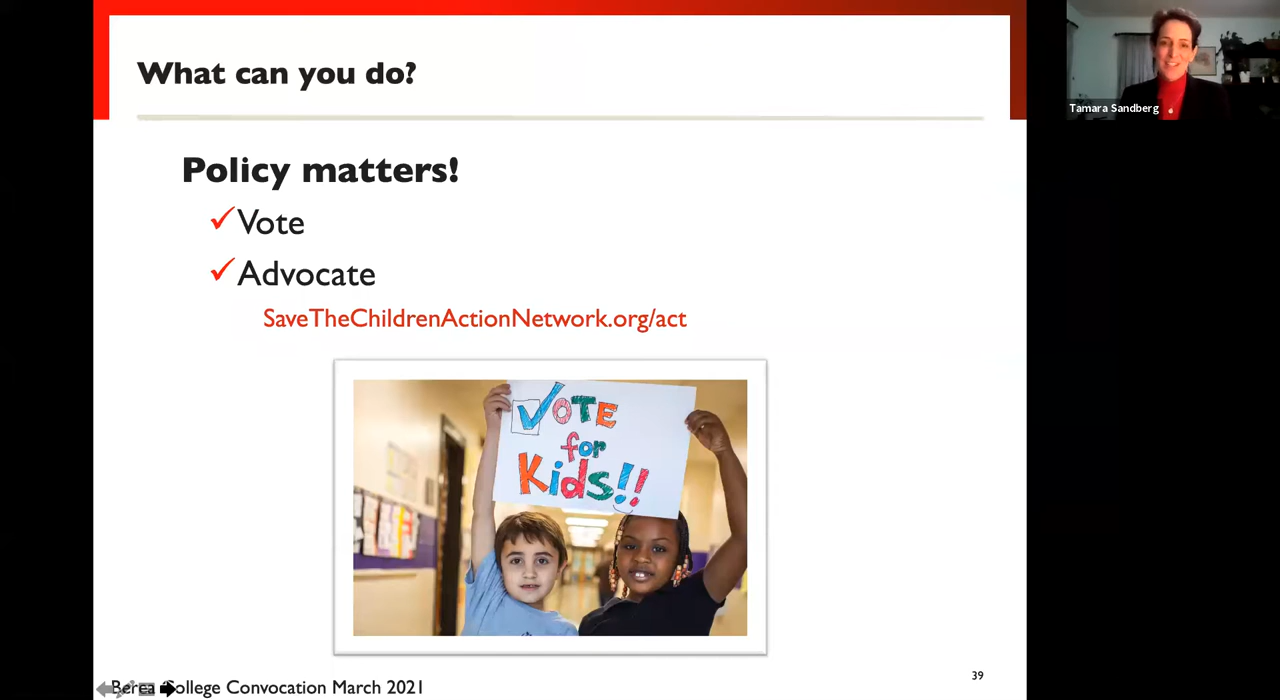 What can you do?
Tamara Sandberg
Policy matters!
✓Vote
✓Advocate
SaveTheChildrenActionNetwork.org/act
VOTE
for
Kids!!
39
Berea College Convocation March 2021